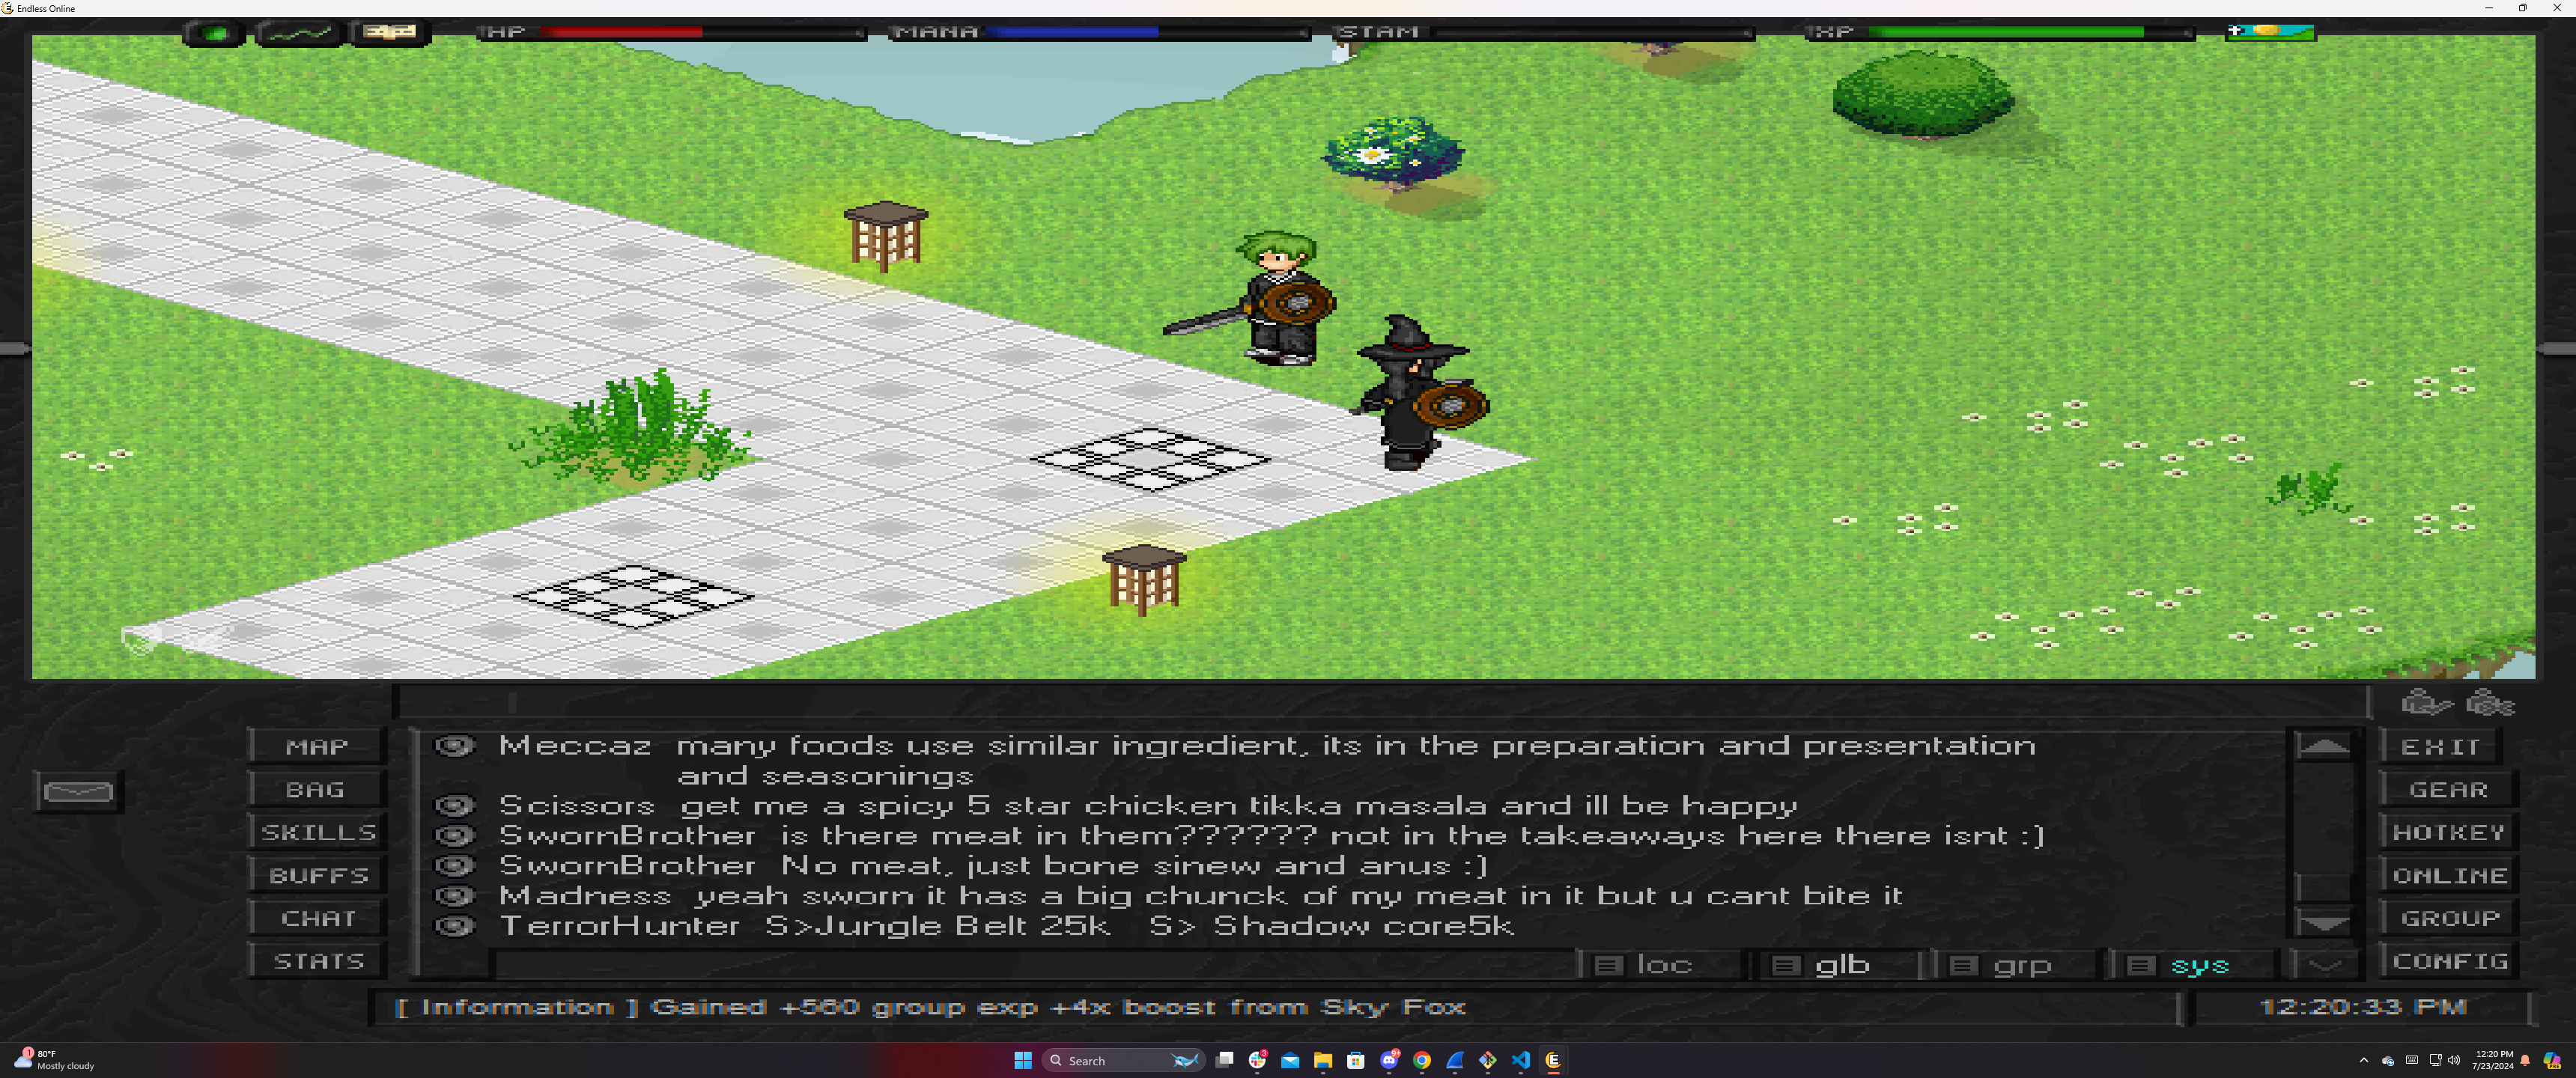 Endless Online
HP
MANA
STAM
XP
MAP
BAG
SKILLS
BUFFS
CHAT
STATS
Meccaz many foods use similar ingredient, its in the preparation and presentation
and seasonings
Scissors get me a spicy 5 star chicken tikka masala and ill be happy
SwornBrother is there meat in them?????? not in the takeaways here there isnt :)
SwornBrother No meat, just bone sinew and anus :)
Madness yeah sworn it has a big chunck of my meat in it but u cant bite it
TerrorHunter S>Jungle Belt 25k S> Shadow core5k
EXIT
GEAR
HOTKEY
ONLINE
GROUP
CONFIG
loc
glb
grp
sys
[ Information ] Gained +560 group exp +4x boost from Sky Fox
12:20:33 PM
1
80°F
Mostly cloudy
Search
3
9+
12:20 PM
7/23/2024